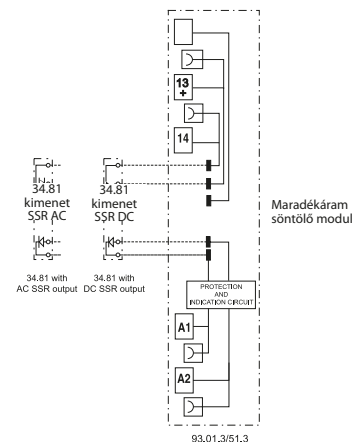 13
+
14
34.81
kimenet
SSR AC
34.81
kimenet
SSR DC
Maradékáram
söntölő modul
34.81 with
AC SSR output
34.81 with
DC SSR output
PROTECTION
AND
INDICATION CIRCUIT
A1
A2
93.01.3/51.3